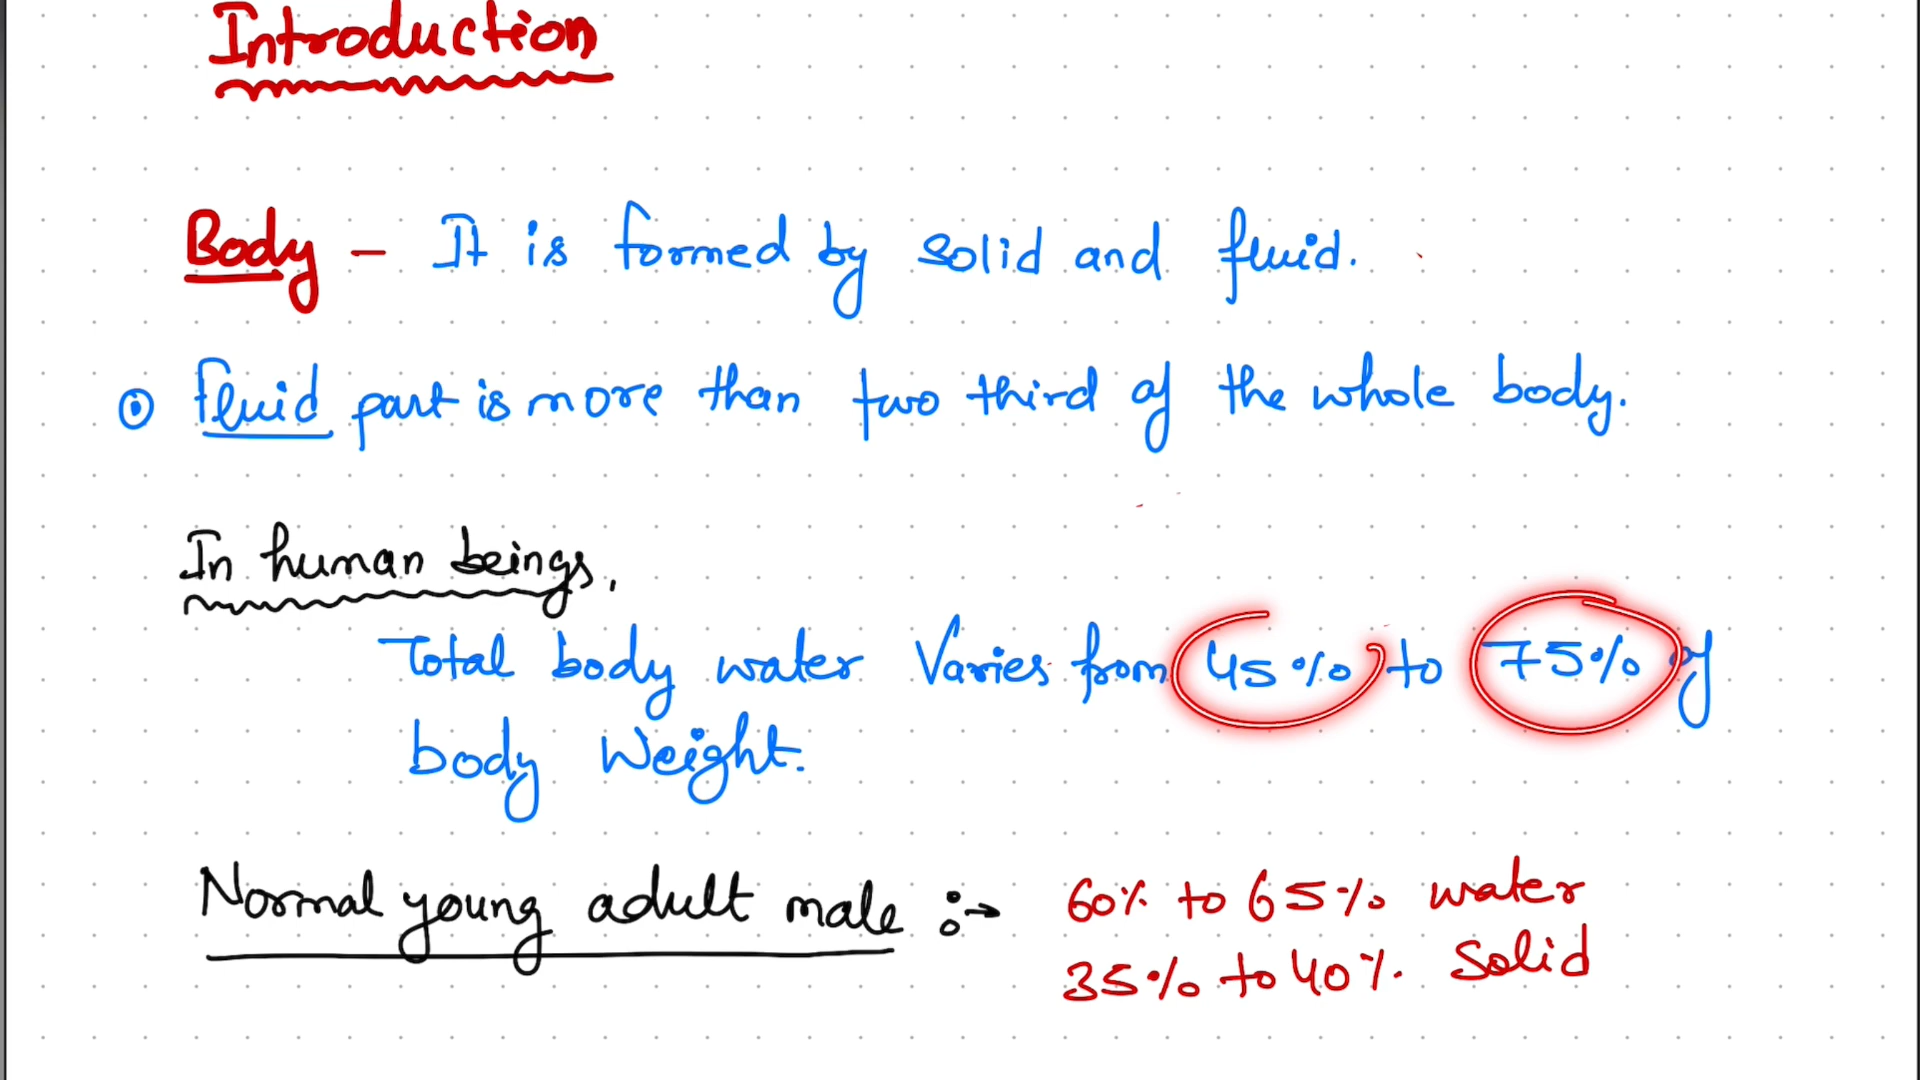 Introduction
Body - It is formed by solid and fluid.
fluid part is more than two third of the whole body.
In human beings,
Total body water Varies from 45% to 75% of
body Weight.
Normal young adult male :→ 60% to 65% water
35% to 40% Solid